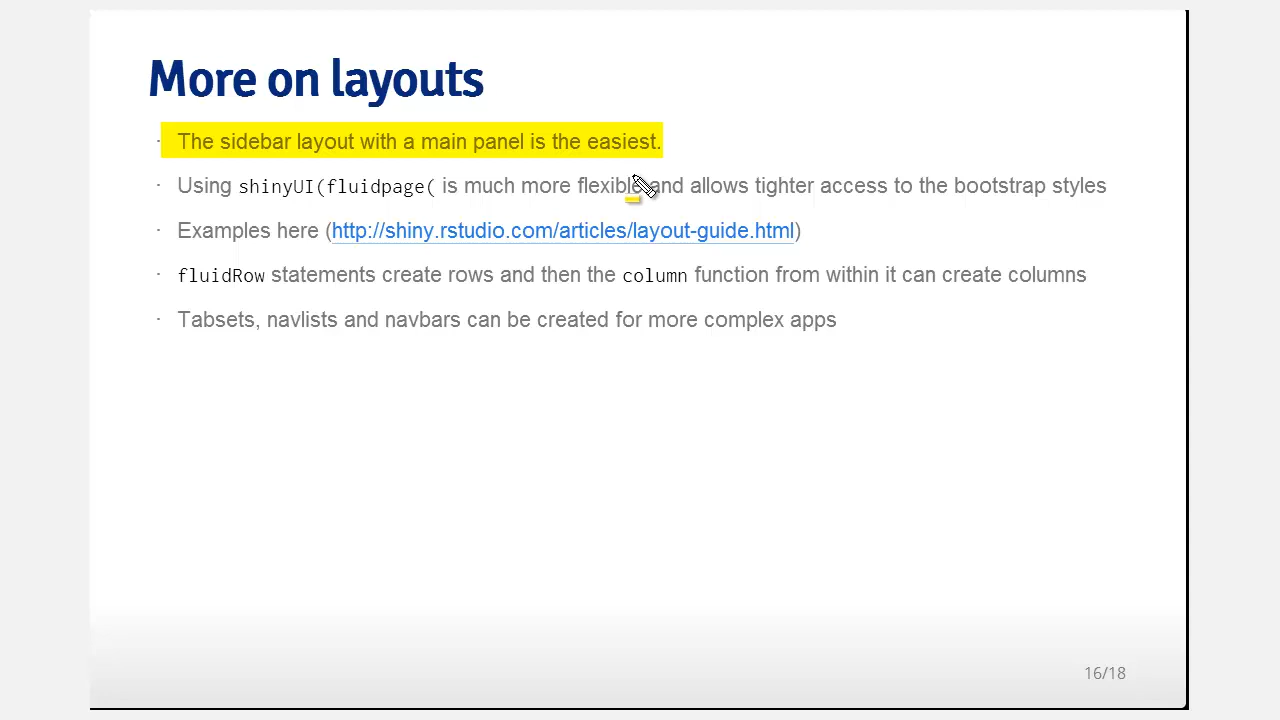 More on layouts
· The sidebar layout with a main panel is the easiest.
· Using shinyUI(fluidpage( is much more flexible and allows tighter access to the bootstrap styles
· Examples here (http://shiny.rstudio.com/articles/layout-guide.html)
· fluidRow statements create rows and then the column function from within it can create columns
· Tabsets, navlists and navbars can be created for more complex apps
16/18